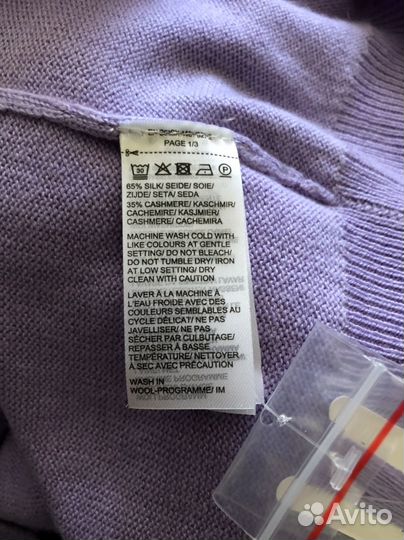 PAGE 1/3
30
P
65% SILK/ SEIDE/ SOIE/
ZIJDE/ SETA/ SEDA
35% CASHMERE/ KASCHMIR/
CACHEMIRE/ KASJMIER/
CASHMERE/ CACHEMIRA
MACHINE WASH COLD WITH
LIKE COLOURS AT GENTLE
SETTING/ DO NOT BLEACH/
DO NOT TUMBLE DRY/ IRON
AT LOW SETTING/ DRY
CLEAN WITH CAUTION
LAVER A LA MACHINE À
L'EAU FROIDE AVEC DES
COULEURS SEMBLABLES AU
CYCLE DÉLICAT/ NE PAS
JAVELLISER/ NE PAS
SÉCHER PAR CULBUTAGE/
REPASSER À BASSE
TEMPÉRATURE/ NETTOYER
À SEC AVEC PRÉCAUTION
WASH IN
WOOL-PROGRAMME/ IM
Avito